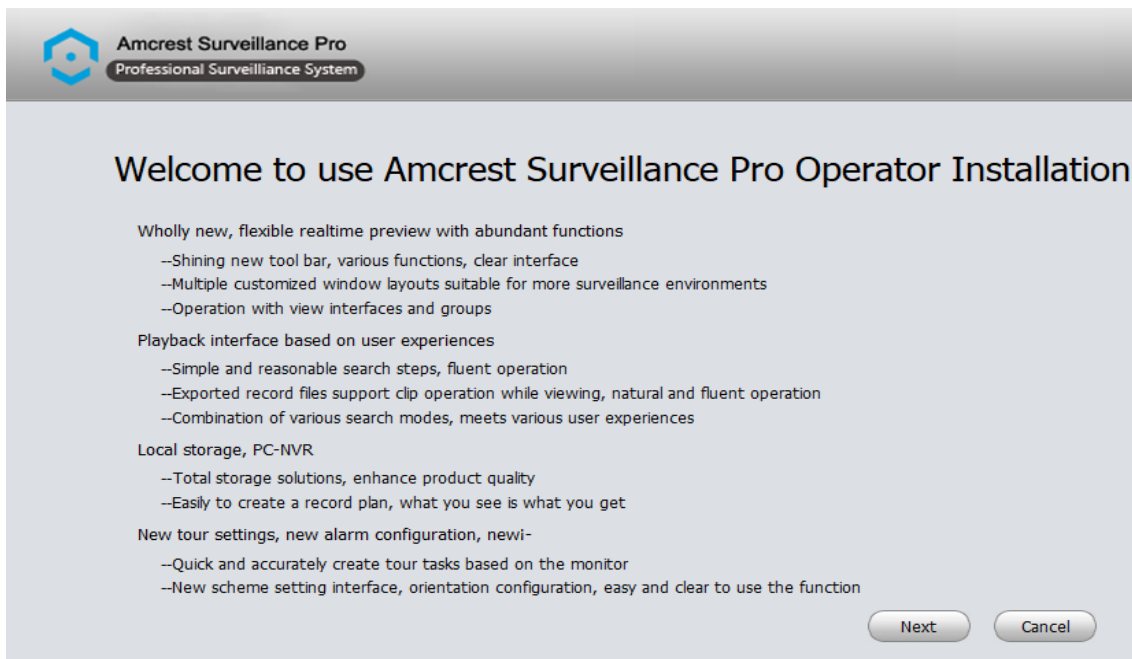 Amcrest Surveillance Pro
Professional Surveilliance System
Welcome to use Amcrest Surveillance Pro Operator Installation
Wholly new, flexible realtime preview with abundant functions
--Shining new tool bar, various functions, clear interface
--Multiple customized window layouts suitable for more surveillance environments
--Operation with view interfaces and groups
Playback interface based on user experiences
--Simple and reasonable search steps, fluent operation
--Exported record files support clip operation while viewing, natural and fluent operation
--Combination of various search modes, meets various user experiences
Local storage, PC-NVR
--Total storage solutions, enhance product quality
--Easily to create a record plan, what you see is what you get
New tour settings, new alarm configuration, newi-
--Quick and accurately create tour tasks based on the monitor
--New scheme setting interface, orientation configuration, easy and clear to use the function
Next Cancel